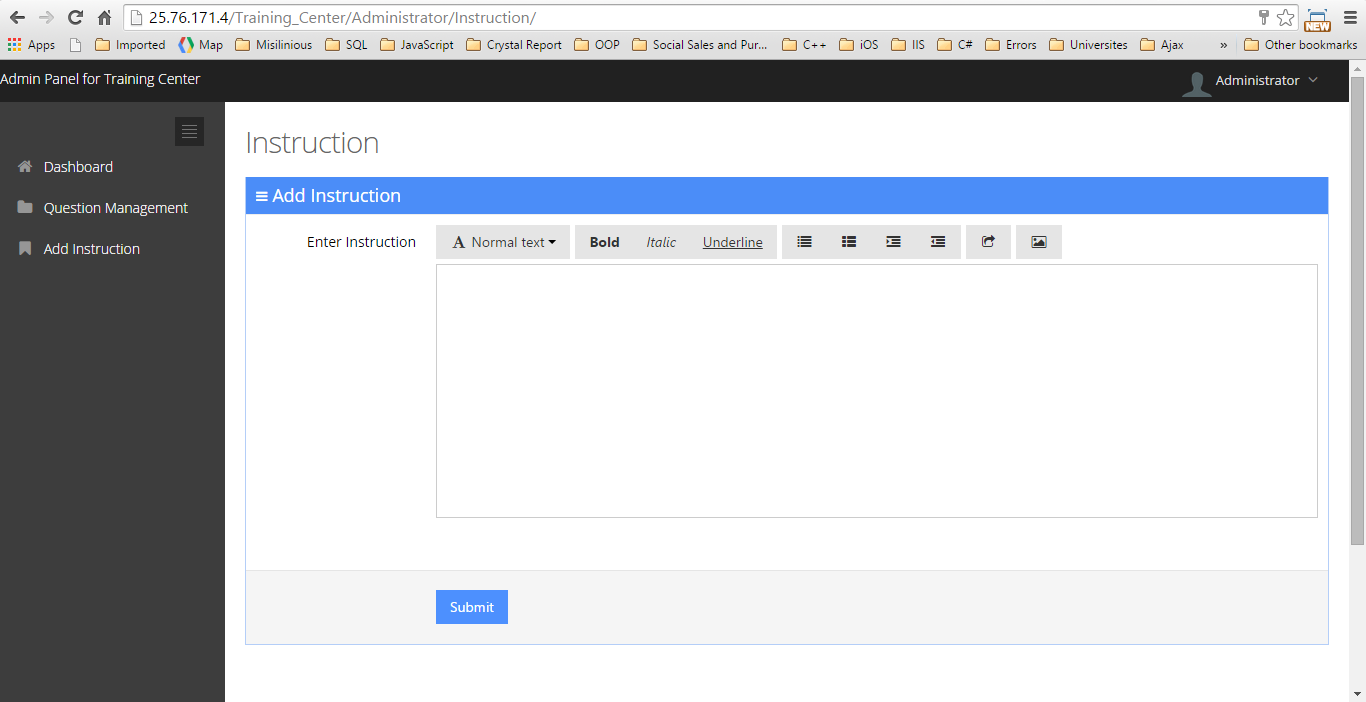 25.76.171.4/Training_Center/Administrator/Instruction/
NEW
Apps Imported Map Misilinious SQL JavaScript Crystal Report OOP Social Sales and Pur... C++ iOS IIS C# Errors Universites Ajax » Other bookmarks
Admin Panel for Training Center Administrator
Instruction
Dashboard
Question Management
Add Instruction
Add Instruction
Enter Instruction A Normal text Bold Italic Underline
Submit